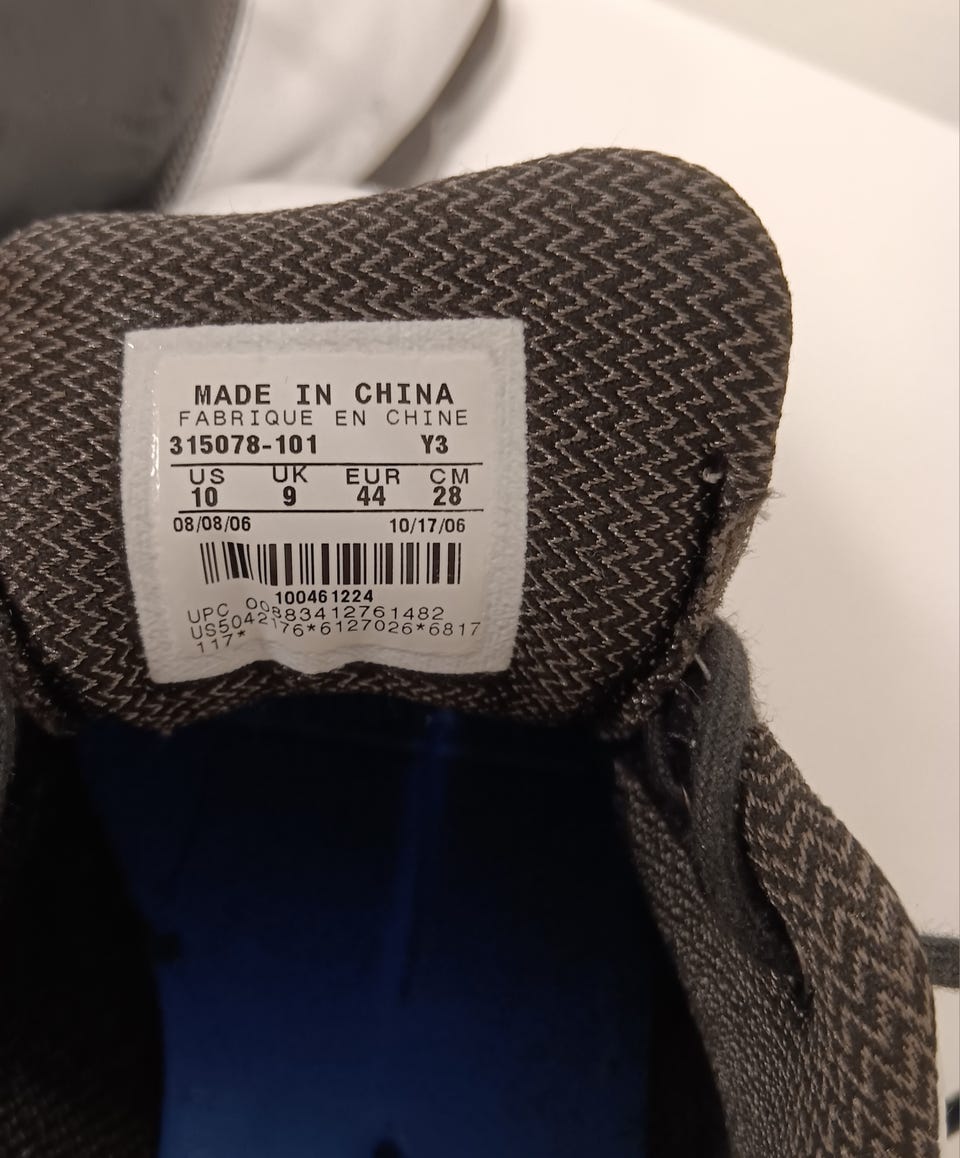 MADE IN CHINA
FABRIQUE EN CHINE
315078-101 Y3
US UK EUR CM
10 9 44 28
08/08/06 10/17/06
100461224
UPC 00883412761482
US5042176*6127026*6817
117*